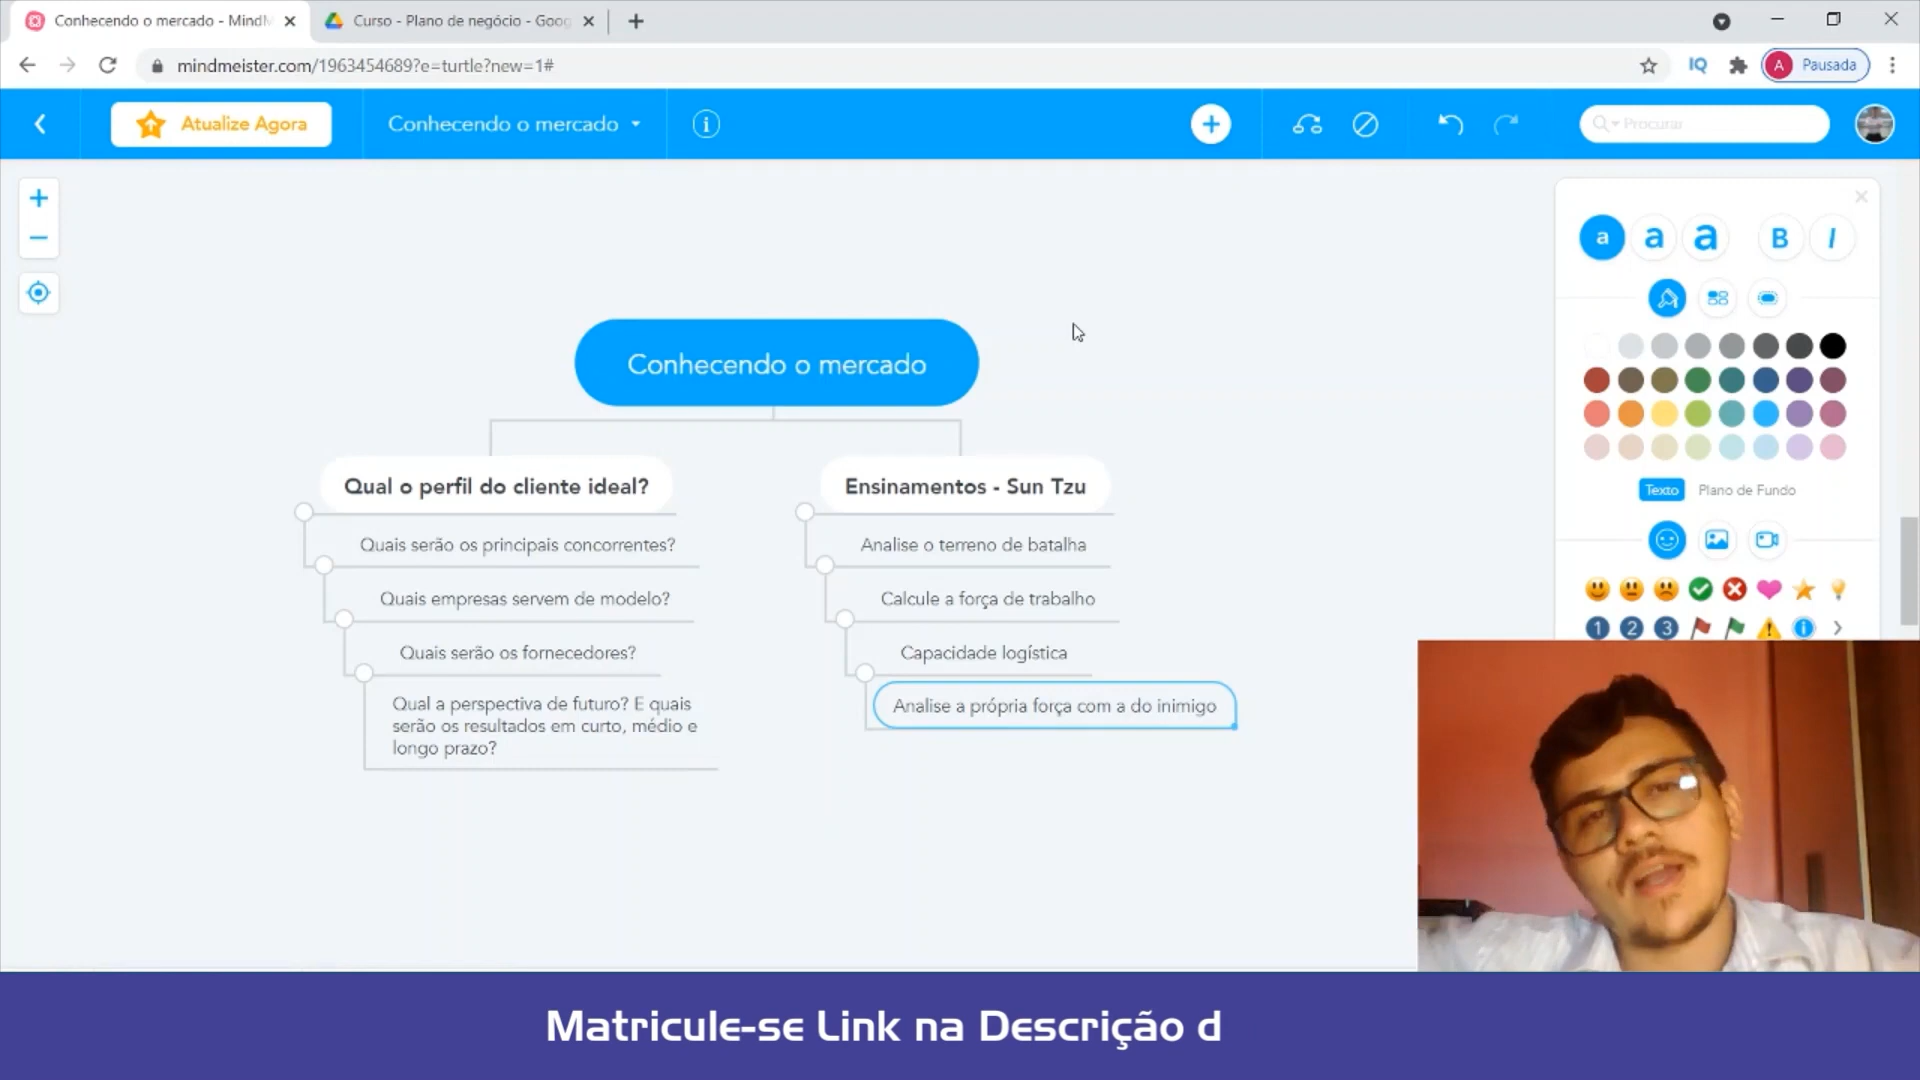 Conhecendo o mercado - MindM
Curso - Plano de negócio - Goog
mindmeister.com/1963454689?e=turtle?new=1#
IQ
A Pausada
Atualize Agora
Conhecendo o mercado
Procurar
a a a B I
Conhecendo o mercado
Qual o perfil do cliente ideal?
Quais serão os principais concorrentes?
Quais empresas servem de modelo?
Quais serão os fornecedores?
Qual a perspectiva de futuro? E quais
serão os resultados em curto, médio e
longo prazo?
Ensinamentos - Sun Tzu
Analise o terreno de batalha
Calcule a força de trabalho
Capacidade logística
Analise a própria força com a do inimigo
Texto Plano de Fundo
1 2 3
Matricule-se Link na Descrição d